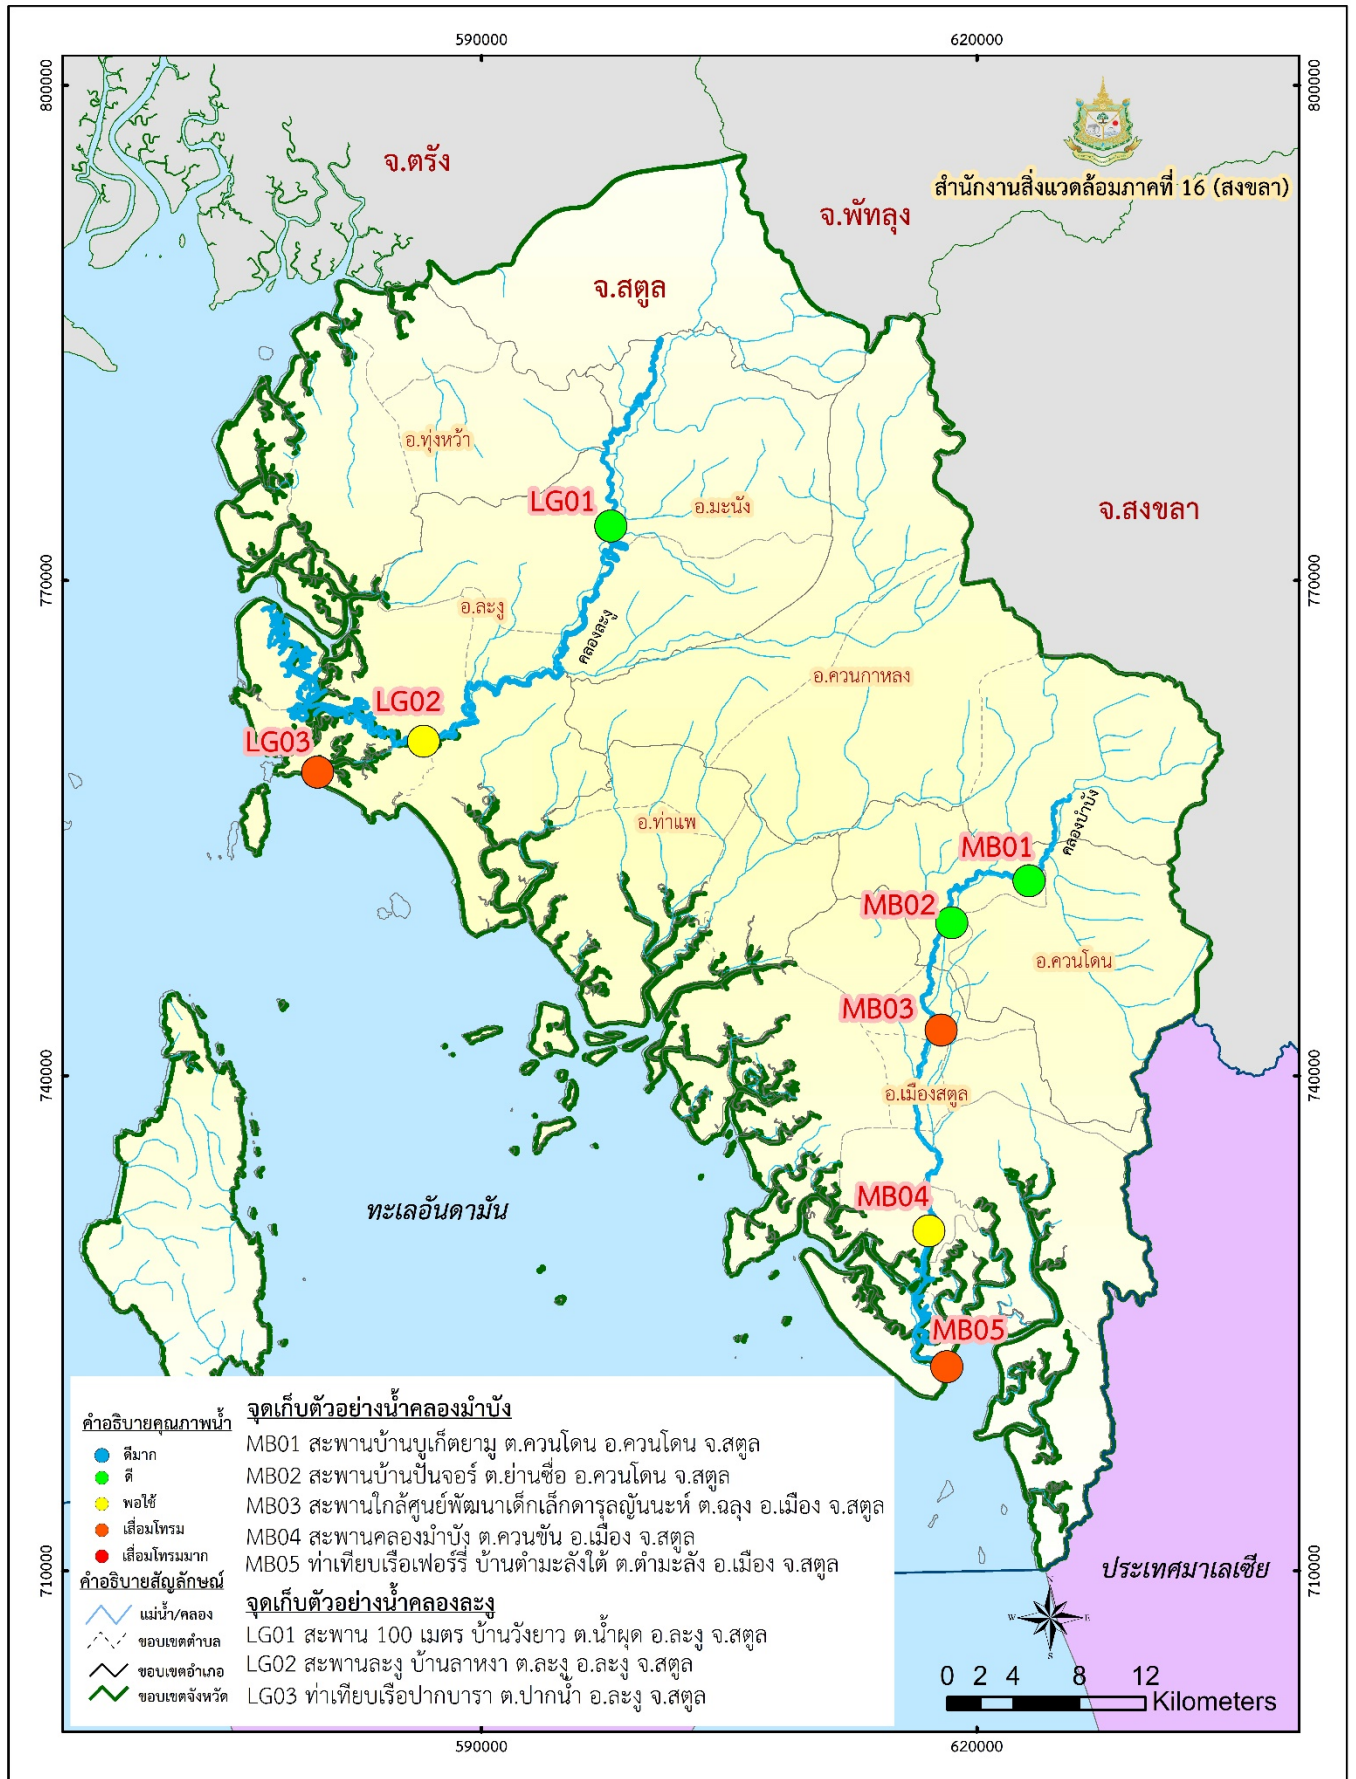 590000
620000
800000
800000
จ.ตรัง
สำนักงานสิ่งแวดล้อมภาคที่ 16 (สงขลา)
จ.พัทลุง
จ.สตูล
อ.ทุ่งหว้า
LG01
อ.มะนัง
จ.สงขลา
770000
770000
อ.ละงู
คลองละงู
อ.ควนกาหลง
LG02
LG03
อ.ท่าแพ
คลองบำบัง
MB01
MB02
อ.ควนโดน
MB03
740000
740000
อ.เมืองสตูล
MB04
ทะเลอันดามัน
MB05
คำอธิบายคุณภาพน้ำ
ดีมาก
ดี
พอใช้
เสื่อมโทรม
เสื่อมโทรมมาก
คำอธิบายสัญลักษณ์
แม่น้ำ/คลอง
ขอบเขตตำบล
ขอบเขตอำเภอ
ขอบเขตจังหวัด
จุดเก็บตัวอย่างน้ำคลองมำบัง
MB01 สะพานบ้านบูเก็ตยามู ต.ควนโดน อ.ควนโดน จ.สตูล
MB02 สะพานบ้านปันจอร์ ต.ย่านซื่อ อ.ควนโดน จ.สตูล
MB03 สะพานใกล้ศูนย์พัฒนาเด็กเล็กดารุลญันนะห์ ต.ฉลุง อ.เมือง จ.สตูล
MB04 สะพานคลองมำบัง ต.ควนขัน อ.เมือง จ.สตูล
MB05 ท่าเทียบเรือเฟอร์รี่ บ้านตำมะลังใต้ ต.ตำมะลัง อ.เมือง จ.สตูล
จุดเก็บตัวอย่างน้ำคลองละงู
LG01 สะพาน 100 เมตร บ้านวังยาว ต.น้ำผุด อ.ละงู จ.สตูล
LG02 สะพานละงู บ้านลาหงา ต.ละงู อ.ละงู จ.สตูล
LG03 ท่าเทียบเรือปากบารา ต.ปากน้ำ อ.ละงู จ.สตูล
710000
710000
ประเทศมาเลเซีย
N
W E
S
0 2 4 8 12
Kilometers
590000
620000